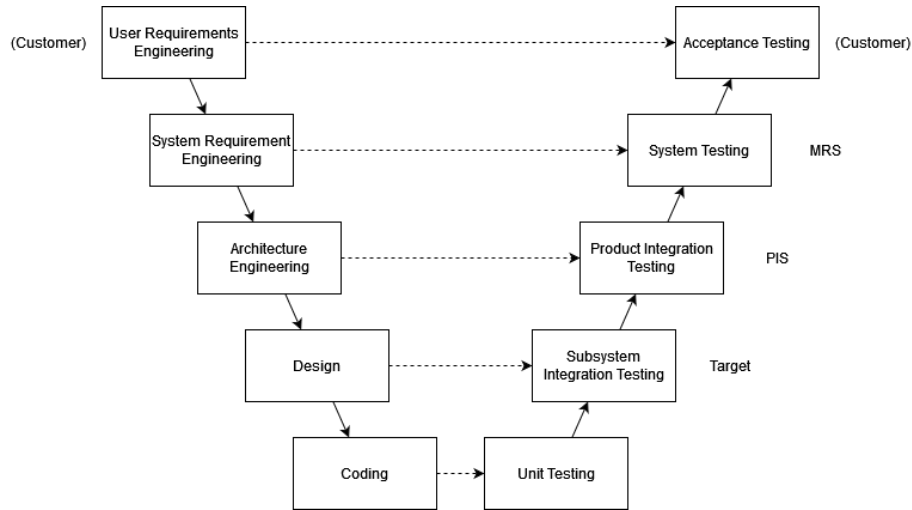 (Customer)
User Requirements
Engineering
Acceptance Testing
(Customer)
System Requirement
Engineering
System Testing
MRS
Architecture
Engineering
Product Integration
Testing
PIS
Design
Subsystem
Integration Testing
Target
Coding
Unit Testing